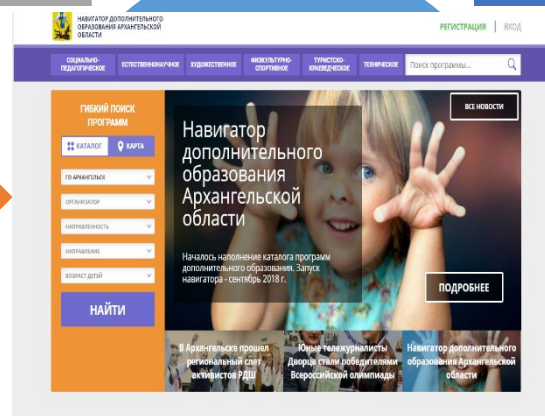 НАВИГАТОР ДОПОЛНИТЕЛЬНОГО
ОБРАЗОВАНИЯ АРХАНГЕЛЬСКОЙ
ОБЛАСТИ
РЕГИСТРАЦИЯ
ВХОД
СОЦИАЛЬНО-
ПЕДАГОГИЧЕСКОЕ
ЕСТЕСТВЕННОНАУЧНОЕ
ХУДОЖЕСТВЕННОЕ
ФИЗКУЛЬТУРНО-
СПОРТИВНОЕ
ТУРИСТСКО-
КРАЕВЕДЧЕСКОЕ
ТЕХНИЧЕСКОЕ
Поиск программы...
ГИБКИЙ ПОИСК
ПРОГРАММ
КАТАЛОГ
КАРТА
ГО АРХАНГЕЛЬСК
ОРГАНИЗАТОР
НАПРАВЛЕННОСТЬ
НАПРАВЛЕНИЕ
ВОЗРАСТ ДЕТЕЙ
НАЙТИ
ВСЕ НОВОСТИ
Навигатор
дополнительного
образования
Архангельской
области
Началось наполнение каталога программ
дополнительного образования. Запуск
навигатора - сентябрь 2018 г.
ПОДРОБНЕЕ
В Архангельске прошел
региональный слет
активистов РДШ
Юные тележурналисты
Дворца стали победителями
Всероссийской олимпиады
Навигатор дополнительного
образования Архангельской
области